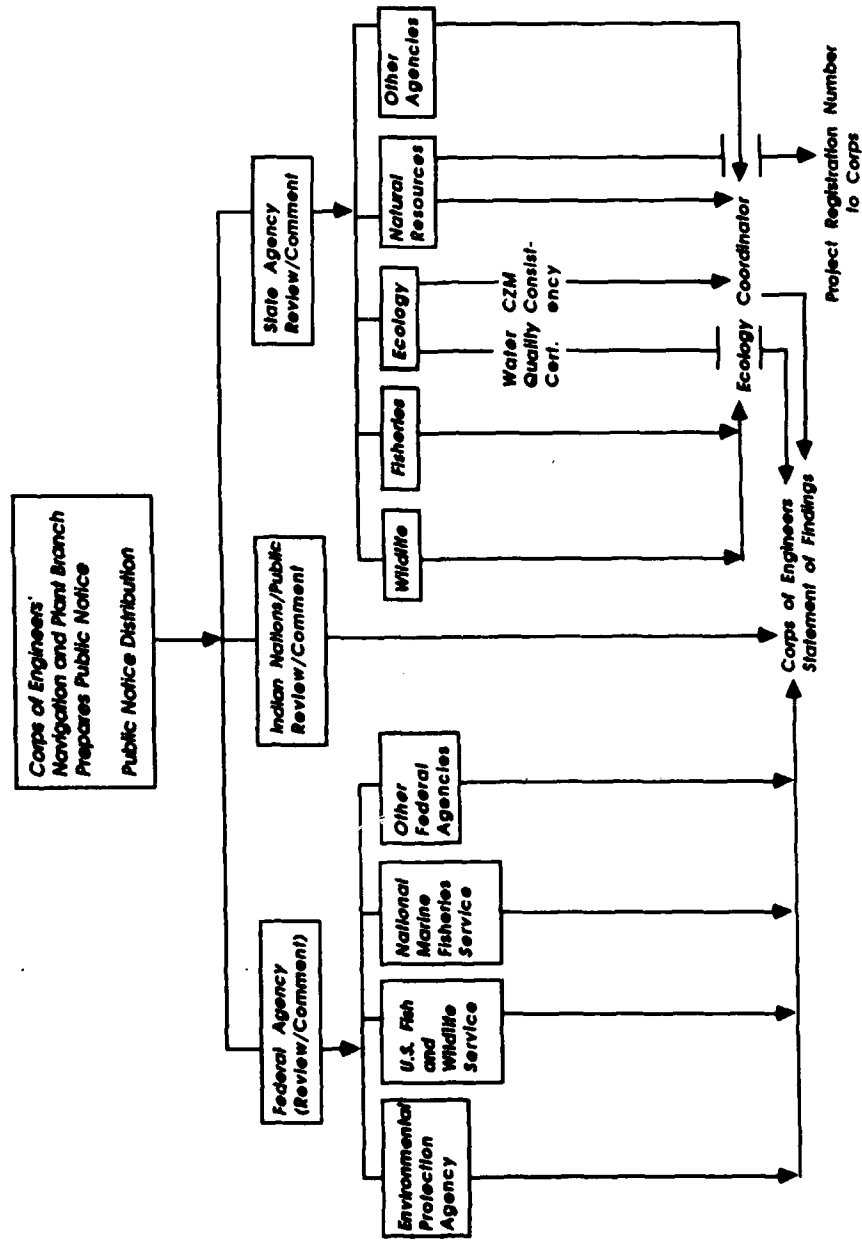 Corps of Engineers'
Navigation and Plant Branch
Prepares Public Notice
Public Notice Distribution
Federal Agency
(Review/Comment)
Indian Nations/Public
Review/Comment
State Agency
Review/Comment
Environmental
Protection
Agency
U.S. Fish
and
Wildlife
Service
National
Marine
Fisheries
Service
Other
Federal
Agencies
Wildlife
Fisheries
Ecology
Natural
Resources
Other
Agencies
Water
Quality
Cert.
CZM
Consist-
ency
Ecology Coordinator
Corps of Engineers
Statement of Findings
Project Registration Number
to Corps